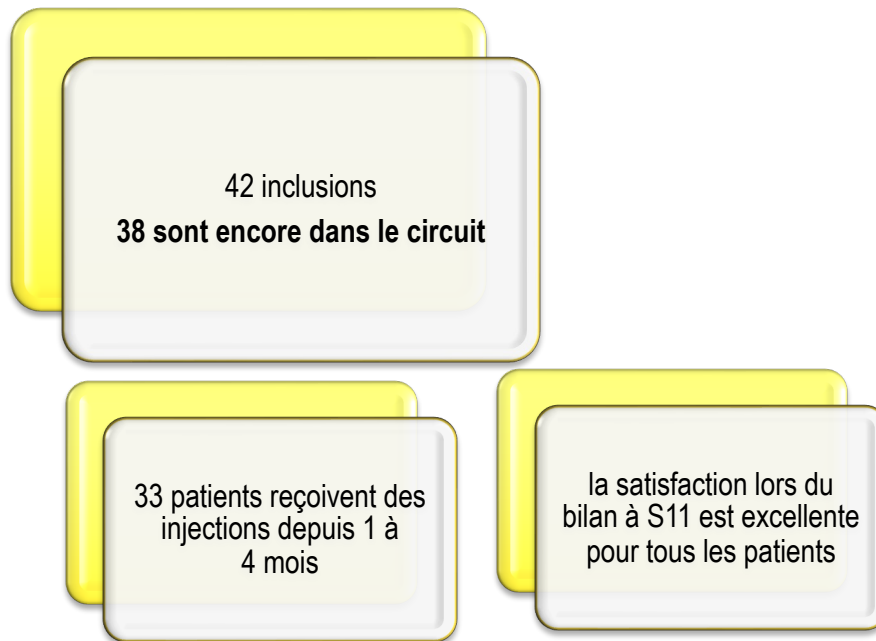 42 inclusions
38 sont encore dans le circuit
33 patients reçoivent des
injections depuis 1 à
4 mois
la satisfaction lors du
bilan à S11 est excellente
pour tous les patients